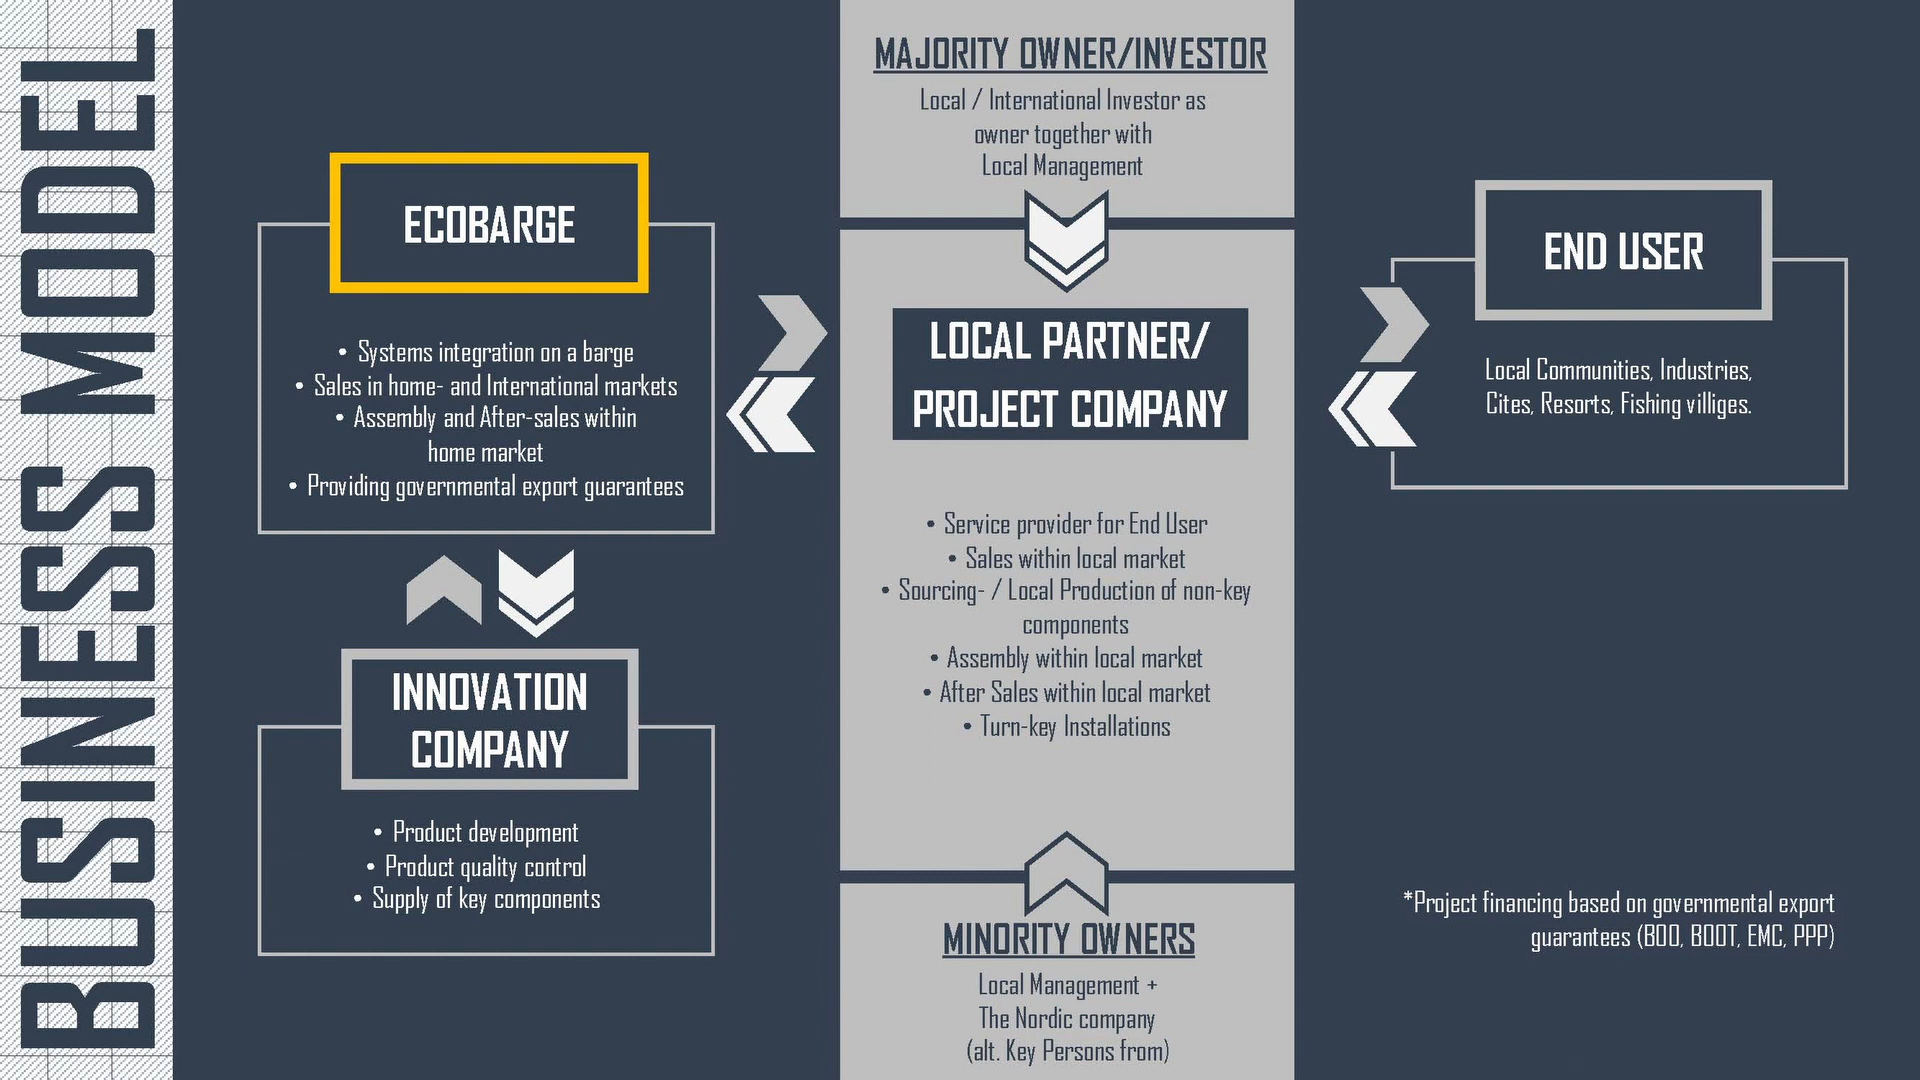 BUSINESS MODEL
ECOBARGE
• Systems integration on a barge
• Sales in home- and International markets
• Assembly and After-sales within
home market
• Providing governmental export guarantees
INNOVATION
COMPANY
• Product development
• Product quality control
• Supply of key components
MAJORITY OWNER/INVESTOR
Local / International Investor as
owner together with
Local Management
LOCAL PARTNER/
PROJECT COMPANY
• Service provider for End User
• Sales within local market
• Sourcing- / Local Production of non-key
components
• Assembly within local market
• After Sales within local market
• Turn-key Installations
MINORITY OWNERS
Local Management +
The Nordic company
(alt. Key Persons from)
END USER
Local Communities, Industries,
Cites, Resorts, Fishing villiges.
*Project financing based on governmental export
guarantees (BOO, BOOT, EMC, PPP)